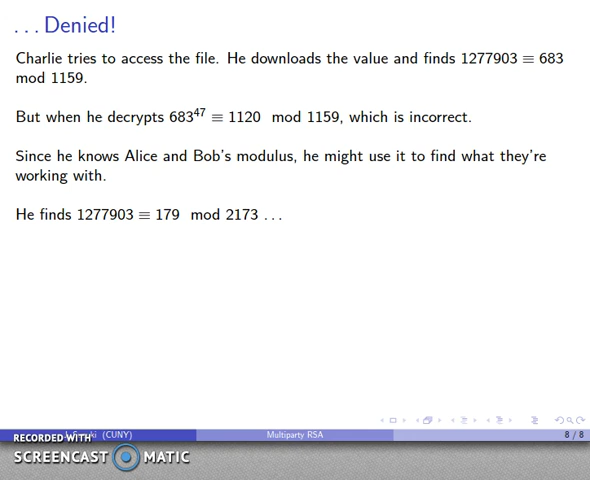 . . . Denied!
Charlie tries to access the file. He downloads the value and finds 1277903 ≡ 683
mod 1159.
But when he decrypts 683⁴⁷ ≡ 1120 mod 1159, which is incorrect.
Since he knows Alice and Bob's modulus, he might use it to find what they're
working with.
He finds 1277903 ≡ 179 mod 2173 . . .
(CUNY)
Multiparty RSA
8 / 8
RECORDED WITH
SCREENCAST MATIC